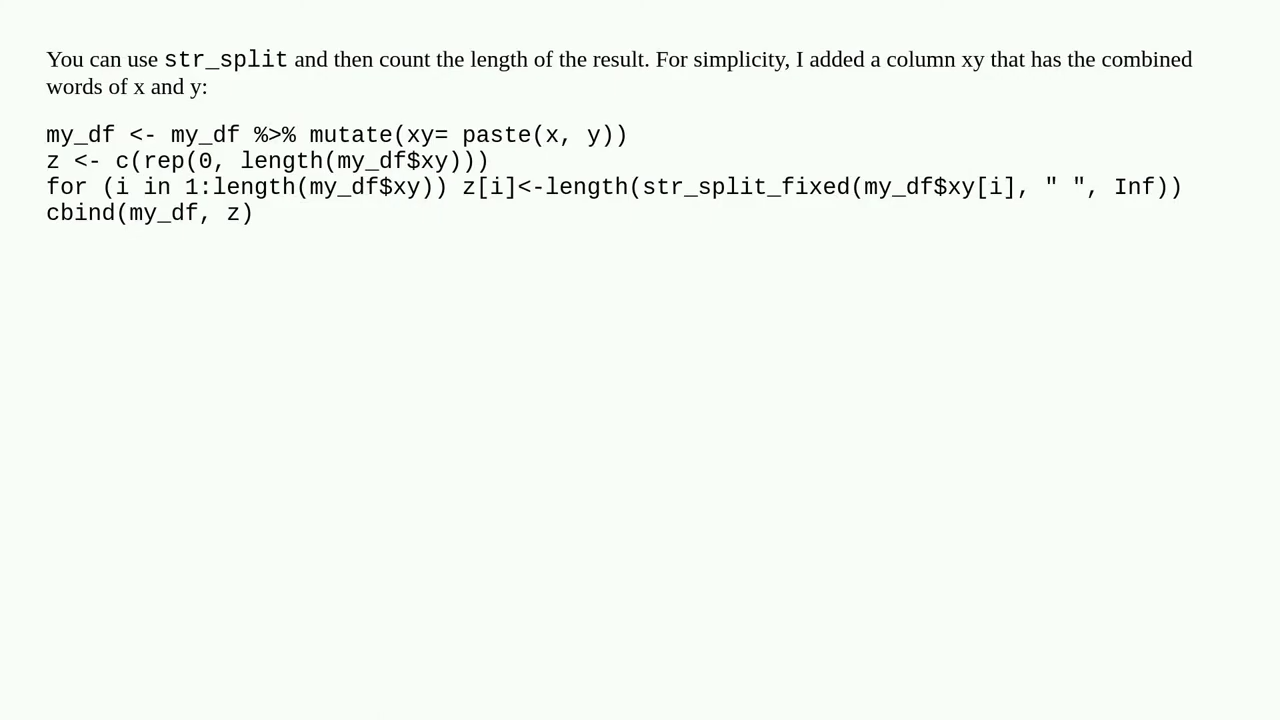 You can use str_split and then count the length of the result. For simplicity, I added a column xy that has the combined
words of x and y:
my_df <- my_df %>% mutate(xy= paste(x, y))
z <- c(rep(0, length(my_df$xy)))
for (i in 1:length(my_df$xy)) z[i]<-length(str_split_fixed(my_df$xy[i], " ", Inf))
cbind(my_df, z)